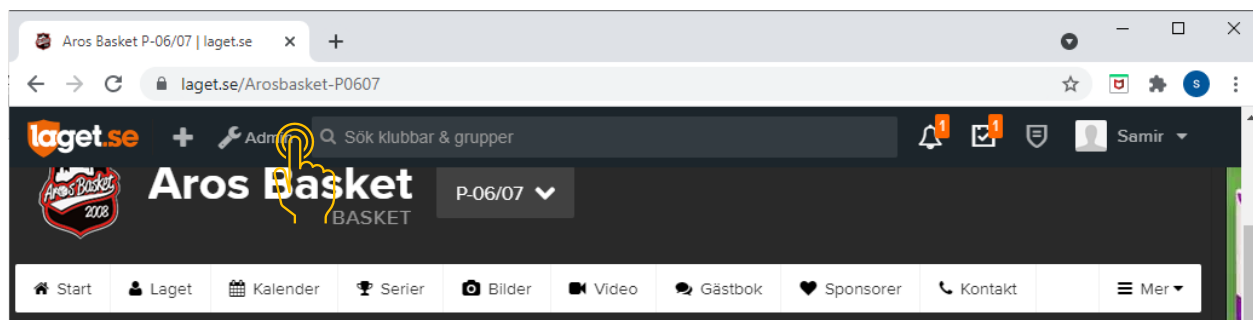 Aros Basket P-06/07 | laget.se
laget.se/Arosbasket-P0607
S
laget.se Admin Sök klubbar & grupper 1 1 Samir
Aros Basket 2008
Aros Basket P-06/07
BASKET
Start Laget Kalender Serier Bilder Video Gästbok Sponsorer Kontakt Mer